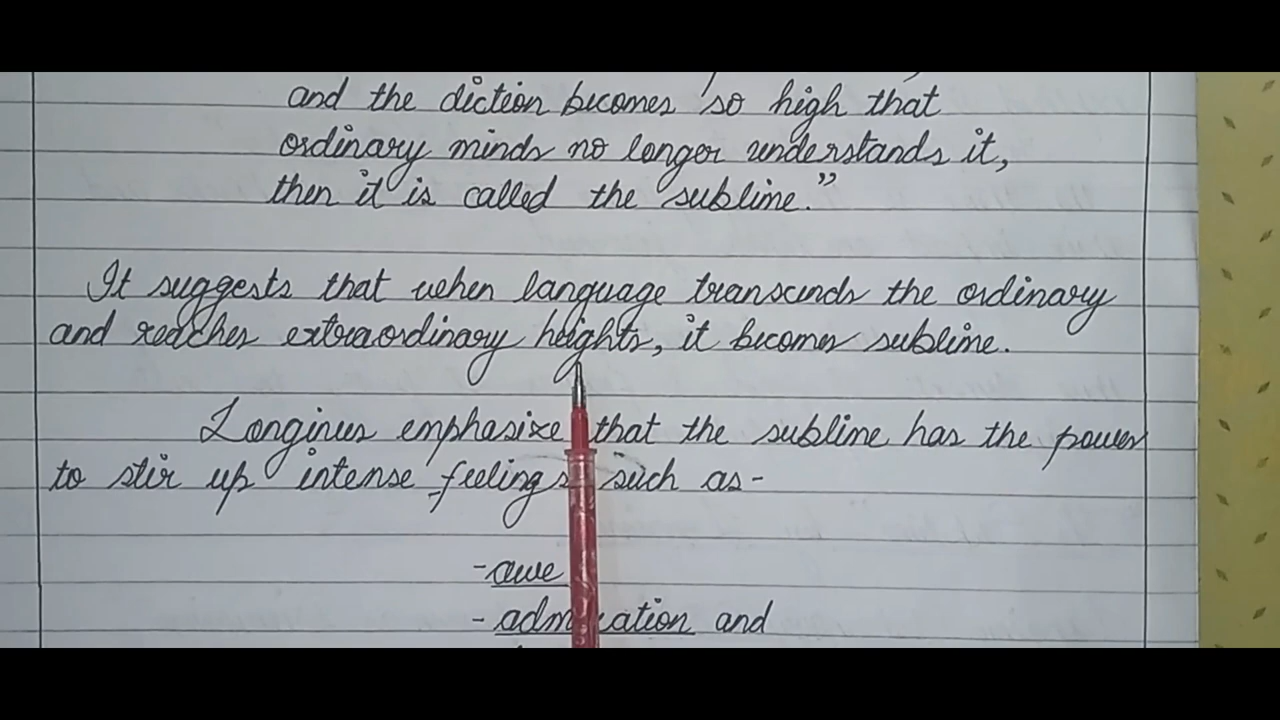 and the diction becomes so high that
ordinary minds no longer understands it,
then it is called the sublime."
It suggests that when language transcends the ordinary
and reaches extraordinary heights, it becomes sublime.
Longinus emphasize that the sublime has the power
to stir up intense feelings such as-
-awe
- admiration and